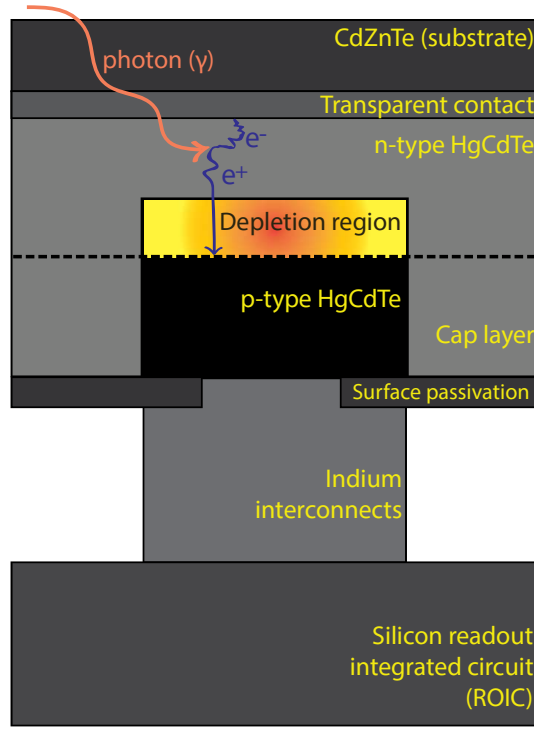 CdZnTe (substrate)
photon (γ)
Transparent contact
n-type HgCdTe
e-
e+
Depletion region
p-type HgCdTe
Cap layer
Surface passivation
Indium
interconnects
Silicon readout
integrated circuit
(ROIC)